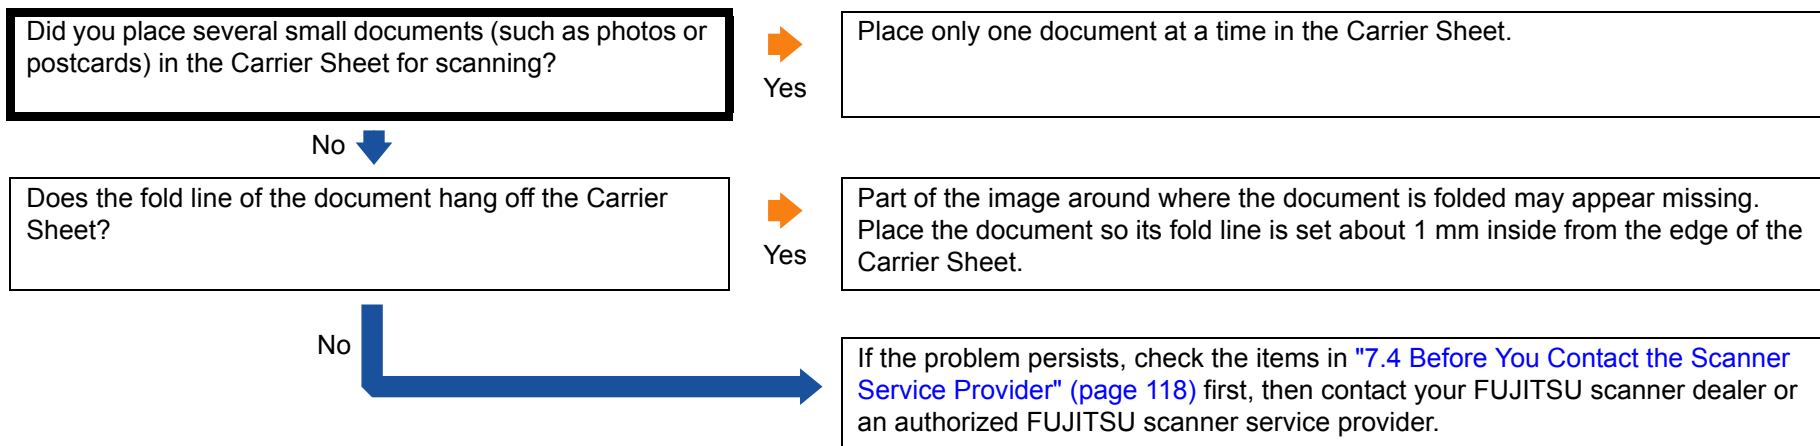 Did you place several small documents (such as photos or
postcards) in the Carrier Sheet for scanning?
Yes
Place only one document at a time in the Carrier Sheet.
No
Does the fold line of the document hang off the Carrier
Sheet?
Yes
Part of the image around where the document is folded may appear missing.
Place the document so its fold line is set about 1 mm inside from the edge of the
Carrier Sheet.
No
If the problem persists, check the items in "7.4 Before You Contact the Scanner
Service Provider" (page 118) first, then contact your FUJITSU scanner dealer or
an authorized FUJITSU scanner service provider.